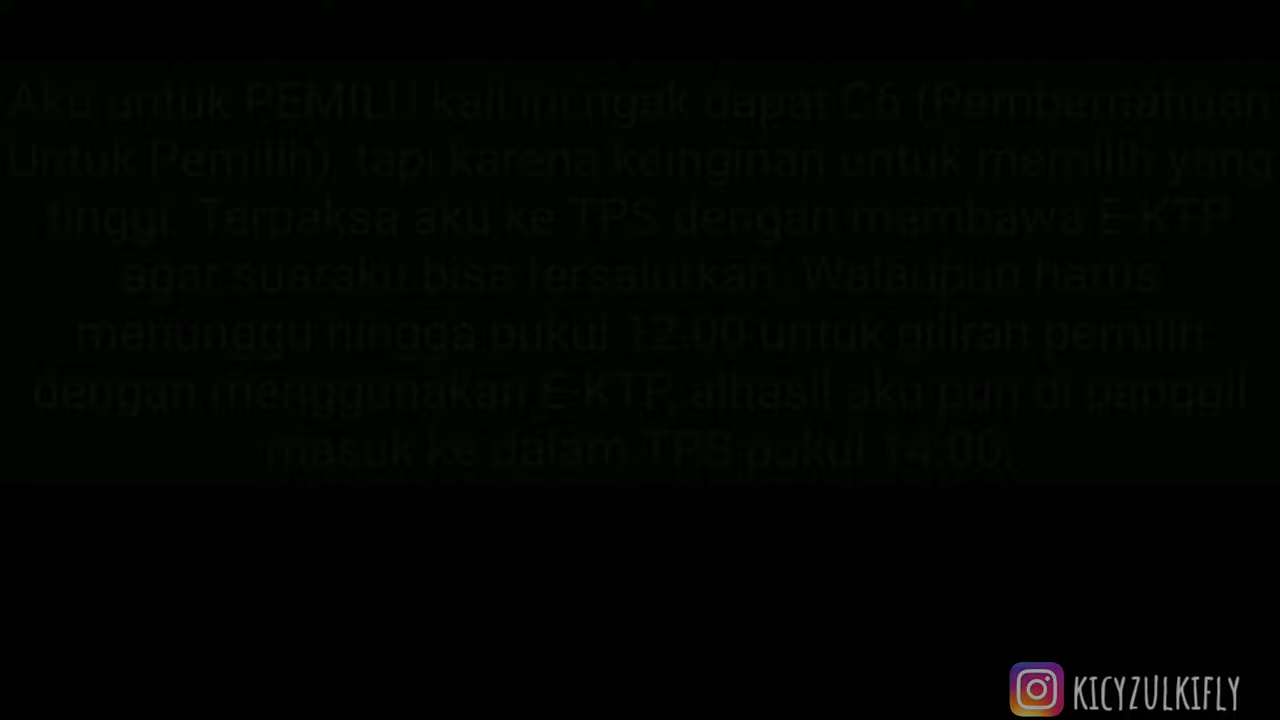 Aku untuk PEMILU kali ini ngak dapat C6 (Pemberitahuan
Untuk Pemilih), tapi karena keinginan untuk memilih yang
tinggi. Terpaksa aku ke TPS dengan membawa E-KTP
agar suaraku bisa tersalurkan. Walaupun harus
menunggu hingga pukul 12.00 untuk giliran pemilih
dengan menggunakan E-KTP, alhasil aku pun di panggil
masuk ke dalam TPS pukul 14.00.
KICYZULKIFLY